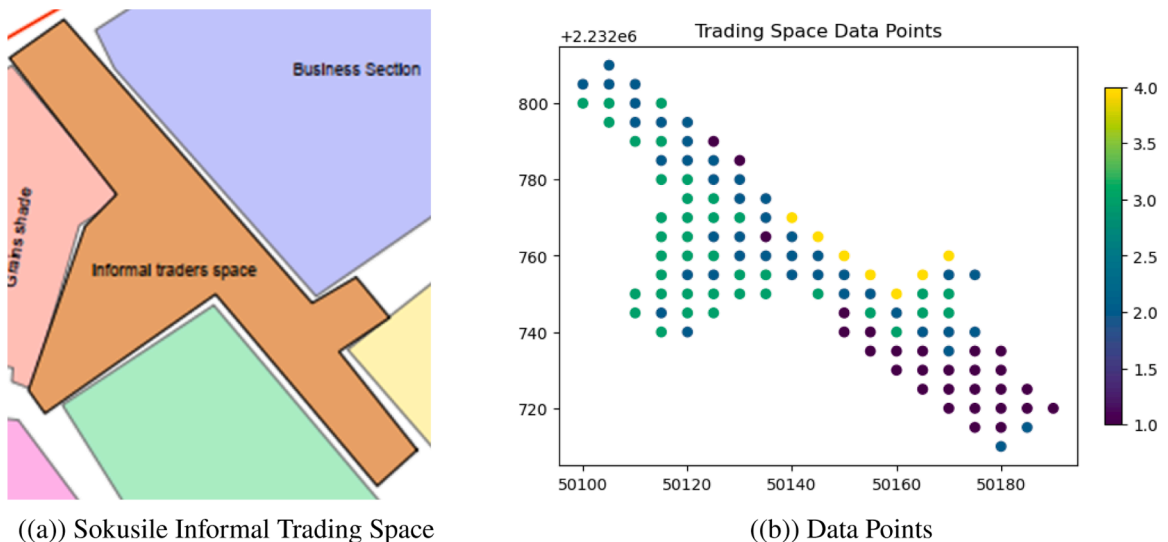 Business Section
Grains shade
Informal traders space
Trading Space Data Points
+2.232e6
800
780
760
740
720
50100 50120 50140 50160 50180
4.0
3.5
3.0
2.5
2.0
1.5
1.0
((a)) Sokusile Informal Trading Space
((b)) Data Points